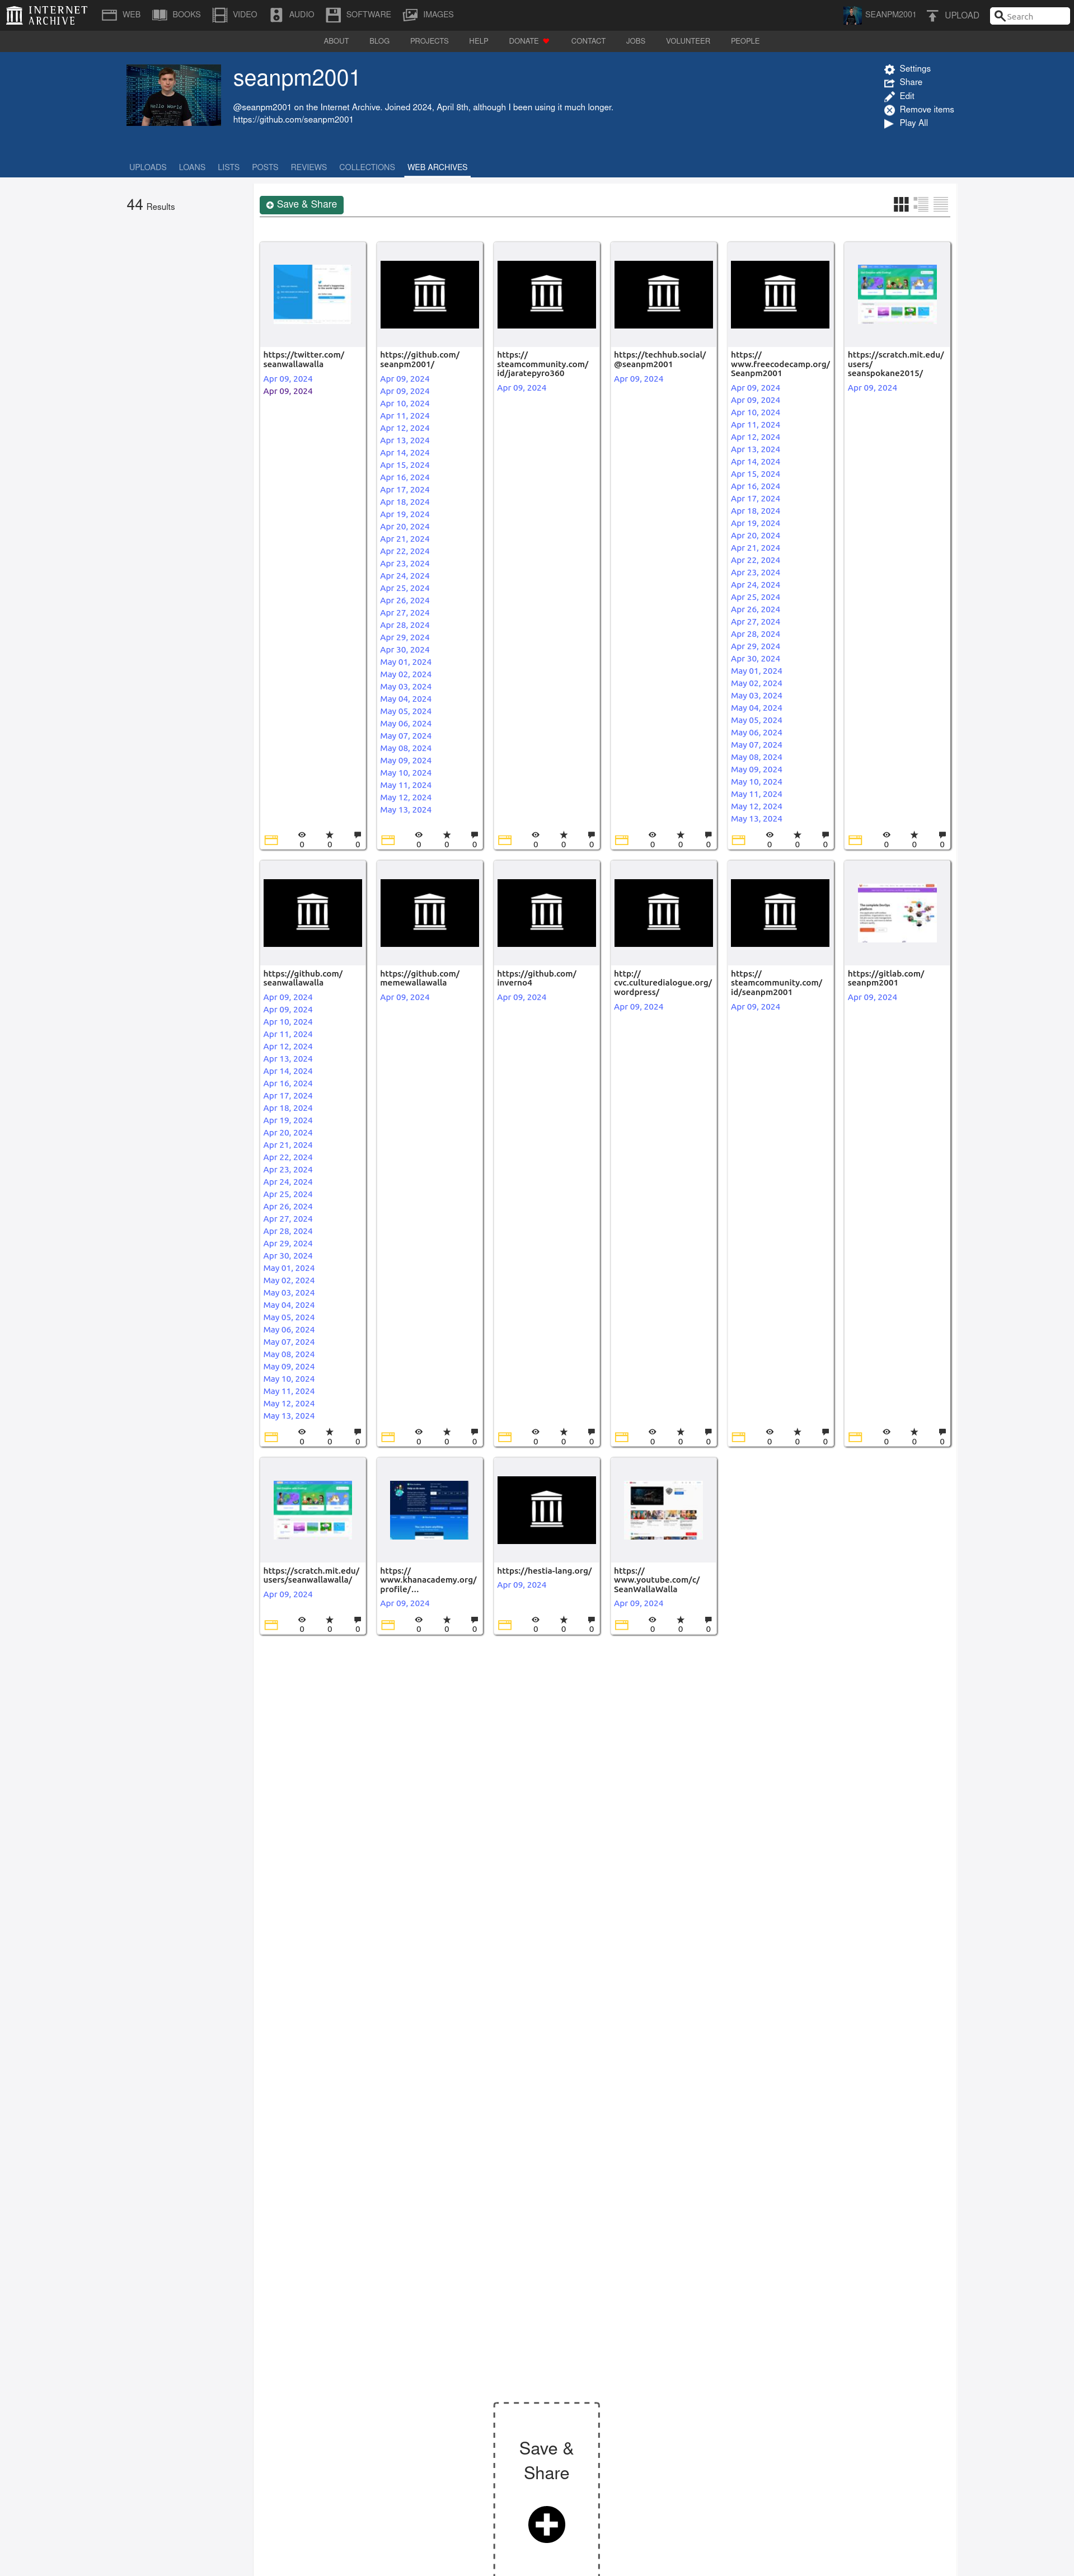 INTERNET ARCHIVE
WEB BOOKS VIDEO AUDIO SOFTWARE IMAGES SEANPM2001 UPLOAD Search
ABOUT BLOG PROJECTS HELP DONATE CONTACT JOBS VOLUNTEER PEOPLE
seanpm2001
@seanpm2001 on the Internet Archive. Joined 2024, April 8th, although I been using it much longer.
https://github.com/seanpm2001
Settings
Share
Edit
Remove items
Play All
Hello World
UPLOADS LOANS LISTS POSTS REVIEWS COLLECTIONS WEB ARCHIVES
44 Results
Save & Share
https://twitter.com/
seanwallawalla
Apr 09, 2024
Apr 09, 2024
0 0 0
https://github.com/
seanpm2001/
Apr 09, 2024
Apr 09, 2024
Apr 10, 2024
Apr 11, 2024
Apr 12, 2024
Apr 13, 2024
Apr 14, 2024
Apr 15, 2024
Apr 16, 2024
Apr 17, 2024
Apr 18, 2024
Apr 19, 2024
Apr 20, 2024
Apr 21, 2024
Apr 22, 2024
Apr 23, 2024
Apr 24, 2024
Apr 25, 2024
Apr 26, 2024
Apr 27, 2024
Apr 28, 2024
Apr 29, 2024
Apr 30, 2024
May 01, 2024
May 02, 2024
May 03, 2024
May 04, 2024
May 05, 2024
May 06, 2024
May 07, 2024
May 08, 2024
May 09, 2024
May 10, 2024
May 11, 2024
May 12, 2024
May 13, 2024
0 0 0
https://
steamcommunity.com/
id/jaratepyro360
Apr 09, 2024
0 0 0
https://techhub.social/
@seanpm2001
Apr 09, 2024
0 0 0
https://
www.freecodecamp.org/
Seanpm2001
Apr 09, 2024
Apr 09, 2024
Apr 10, 2024
Apr 11, 2024
Apr 12, 2024
Apr 13, 2024
Apr 14, 2024
Apr 15, 2024
Apr 16, 2024
Apr 17, 2024
Apr 18, 2024
Apr 19, 2024
Apr 20, 2024
Apr 21, 2024
Apr 22, 2024
Apr 23, 2024
Apr 24, 2024
Apr 25, 2024
Apr 26, 2024
Apr 27, 2024
Apr 28, 2024
Apr 29, 2024
Apr 30, 2024
May 01, 2024
May 02, 2024
May 03, 2024
May 04, 2024
May 05, 2024
May 06, 2024
May 07, 2024
May 08, 2024
May 09, 2024
May 10, 2024
May 11, 2024
May 12, 2024
May 13, 2024
0 0 0
https://scratch.mit.edu/
users/
seanspokane2015/
Apr 09, 2024
0 0 0
https://github.com/
seanwallawalla
Apr 09, 2024
Apr 09, 2024
Apr 10, 2024
Apr 11, 2024
Apr 12, 2024
Apr 13, 2024
Apr 14, 2024
Apr 16, 2024
Apr 17, 2024
Apr 18, 2024
Apr 19, 2024
Apr 20, 2024
Apr 21, 2024
Apr 22, 2024
Apr 23, 2024
Apr 24, 2024
Apr 25, 2024
Apr 26, 2024
Apr 27, 2024
Apr 28, 2024
Apr 29, 2024
Apr 30, 2024
May 01, 2024
May 02, 2024
May 03, 2024
May 04, 2024
May 05, 2024
May 06, 2024
May 07, 2024
May 08, 2024
May 09, 2024
May 10, 2024
May 11, 2024
May 12, 2024
May 13, 2024
0 0 0
https://github.com/
memewallawalla
Apr 09, 2024
0 0 0
https://github.com/
inverno4
Apr 09, 2024
0 0 0
http://
cvc.culturedialogue.org/
wordpress/
Apr 09, 2024
0 0 0
https://
steamcommunity.com/
id/seanpm2001
Apr 09, 2024
0 0 0
The complete DevOps
platform
https://gitlab.com/
seanpm2001
Apr 09, 2024
0 0 0
https://scratch.mit.edu/
users/seanwallawalla/
Apr 09, 2024
0 0 0
https://
www.khanacademy.org/
profile/...
Apr 09, 2024
0 0 0
https://hestia-lang.org/
Apr 09, 2024
0 0 0
https://
www.youtube.com/c/
SeanWallaWalla
Apr 09, 2024
0 0 0
Save &
Share